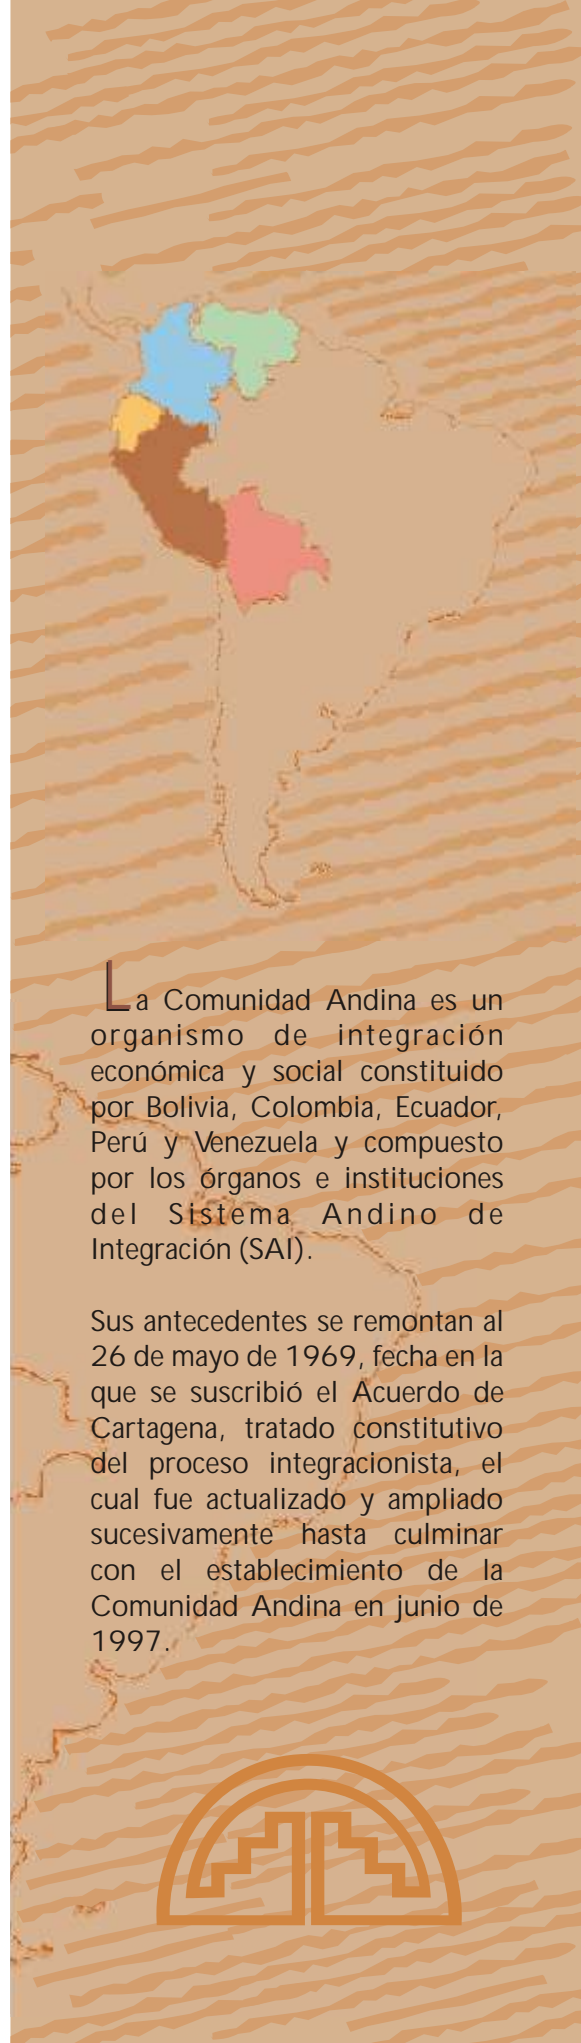 La Comunidad Andina es un
organismo de integración
económica y social constituido
por Bolivia, Colombia, Ecuador,
Perú y Venezuela y compuesto
por los órganos e instituciones
del Sistema Andino de
Integración (SAI).
Sus antecedentes se remontan al
26 de mayo de 1969, fecha en la
que se suscribió el Acuerdo de
Cartagena, tratado constitutivo
del proceso integracionista, el
cual fue actualizado y ampliado
sucesivamente hasta culminar
con el establecimiento de la
Comunidad Andina en junio de
1997.